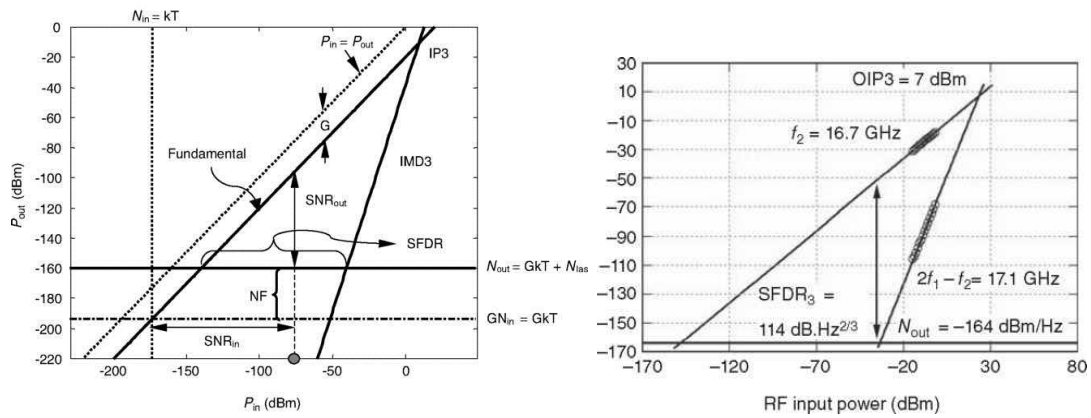 N_in = kT
0
-20
-40
-60
-80
-100
-120
-140
-160
-180
-200
-220
P_out (dBm)
P_in = P_out
IP3
G
Fundamental
IMD3
SNR_out
SFDR
N_out = GkT + N_las
NF
GN_in = GkT
SNR_in
-200
-150
-100
-50
0
P_in (dBm)
30
10
−10
−30
−50
−70
−90
−110
−130
−150
−170
OIP3 = 7 dBm
f_2 = 16.7 GHz
2f_1 − f_2 = 17.1 GHz
SFDR_3 =
114 dB.Hz^2/3
N_out = −164 dBm/Hz
−170
−120
−70
−20
30
80
RF input power (dBm)